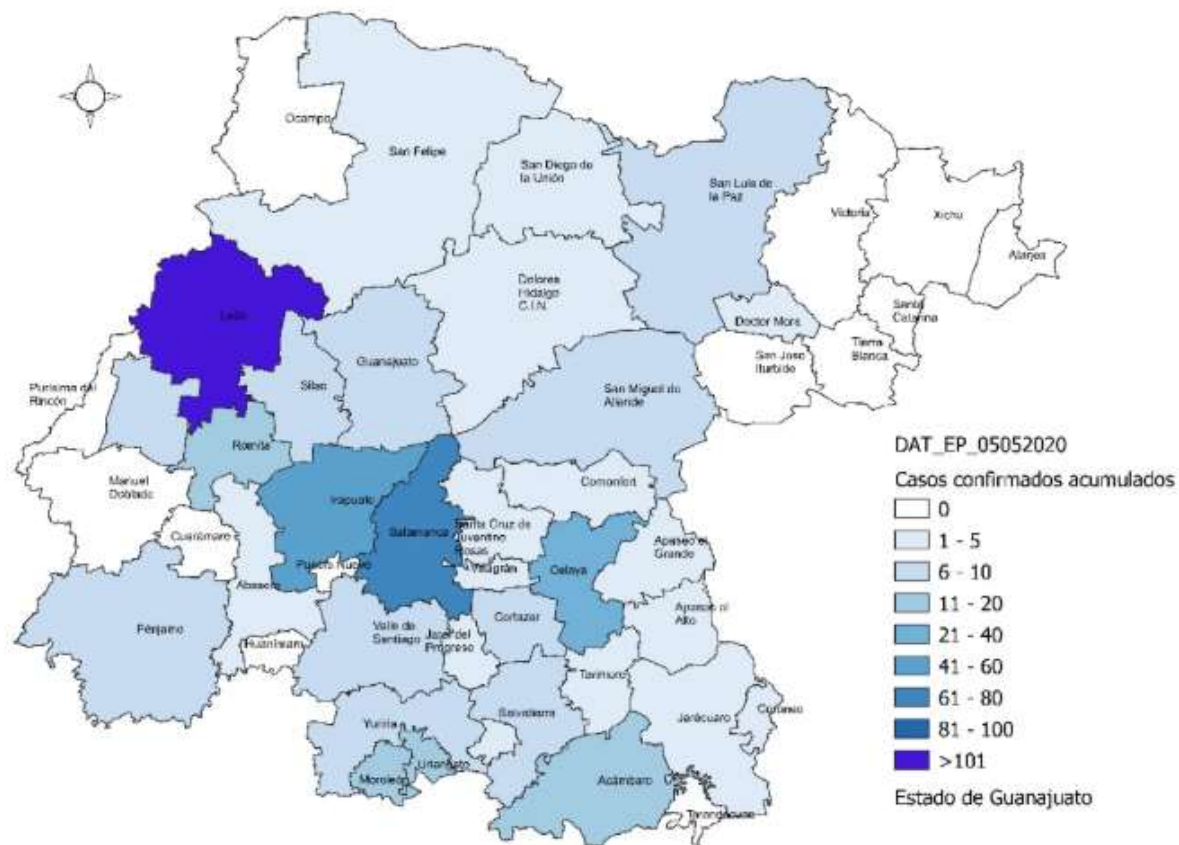 Ocampo
San Felipe
San Diego de
la Unión
San Luis de
la Paz
Victoria
Xichu
Atarjea
León
Dolores
Hidalgo
C.I.N.
Doctor Mora
Santa
Catarina
Tierra
Blanca
San Jose
Iturbide
Guanajuato
Silao
San Miguel de
Allende
Purísima del
Rincón
Romita
Manuel
Doblado
Irapuato
Comonfort
Salamanca
Santa Cruz de
Juventino
Rosas
Cuerámaro
Apaseo el
Grande
Pueblo Nuevo
Villagrán
Celaya
Abasolo
Apaseo el
Alto
Pénjamo
Valle de
Santiago
Jaral del
Progreso
Cortazar
Huanimaro
Tarimoro
Yuriria
Salvatierra
Jerécuaro
Coroneo
Moroleón
Uriangato
Acámbaro
Tarandacuao
DAT_EP_05052020
Casos confirmados acumulados
0
1 - 5
6 - 10
11 - 20
21 - 40
41 - 60
61 - 80
81 - 100
>101
Estado de Guanajuato